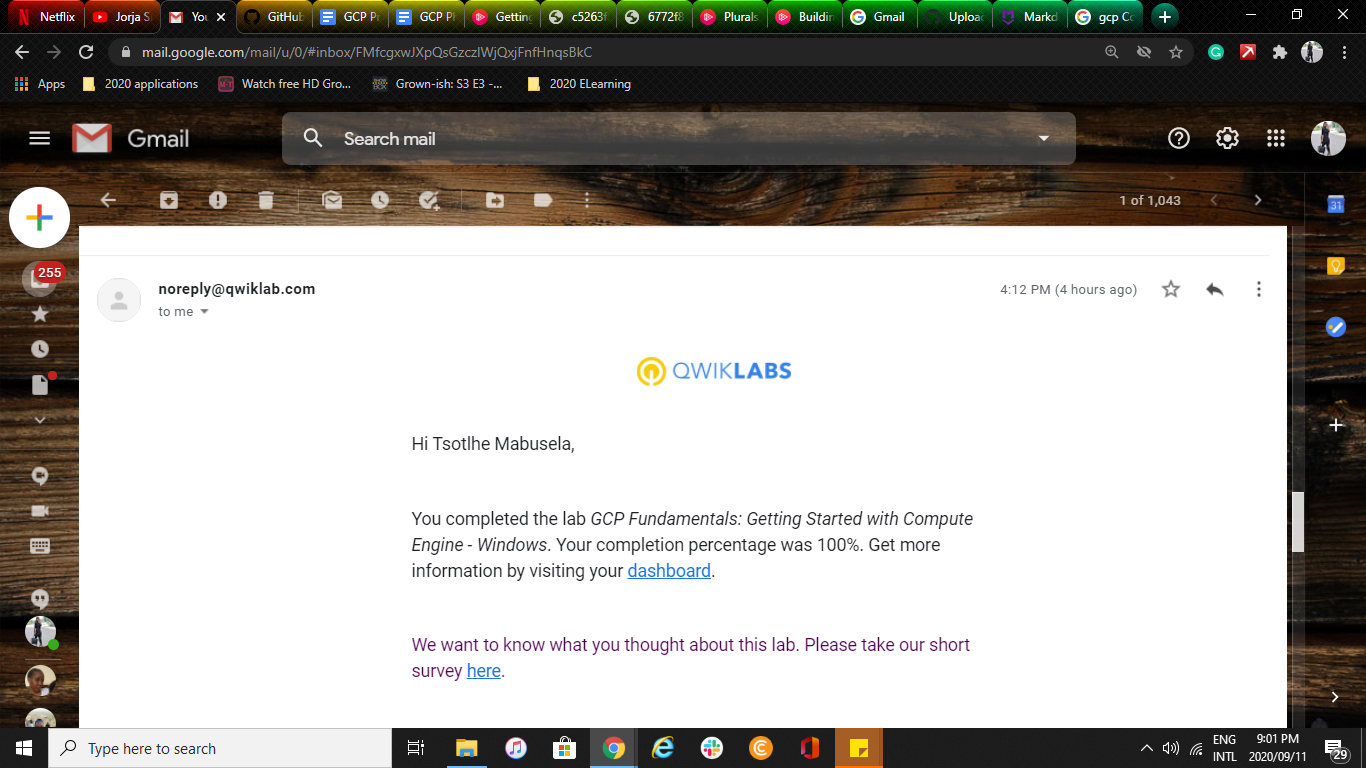 Netflix
Jorja S
You
GitHub
GCP Pr
GCP Pl
Getting
c5263f
6772f8
Plurals
Buildin
Gmail
Uploac
Markd
gcp Co
mail.google.com/mail/u/0/#inbox/FMfcgxwJXpQsGzczlWjQxjFnfHnqsBkC
Apps
2020 applications
Watch free HD Gro...
Grown-ish: S3 E3 -...
2020 ELearning
Gmail
Search mail
1 of 1,043
31
255
noreply@qwiklab.com
4:12 PM (4 hours ago)
to me
QWIKLABS
Hi Tsotlhe Mabusela,
You completed the lab GCP Fundamentals: Getting Started with Compute
Engine - Windows. Your completion percentage was 100%. Get more
information by visiting your dashboard.
We want to know what you thought about this lab. Please take our short
survey here.
Type here to search
ENG
INTL
9:01 PM
2020/09/11
29